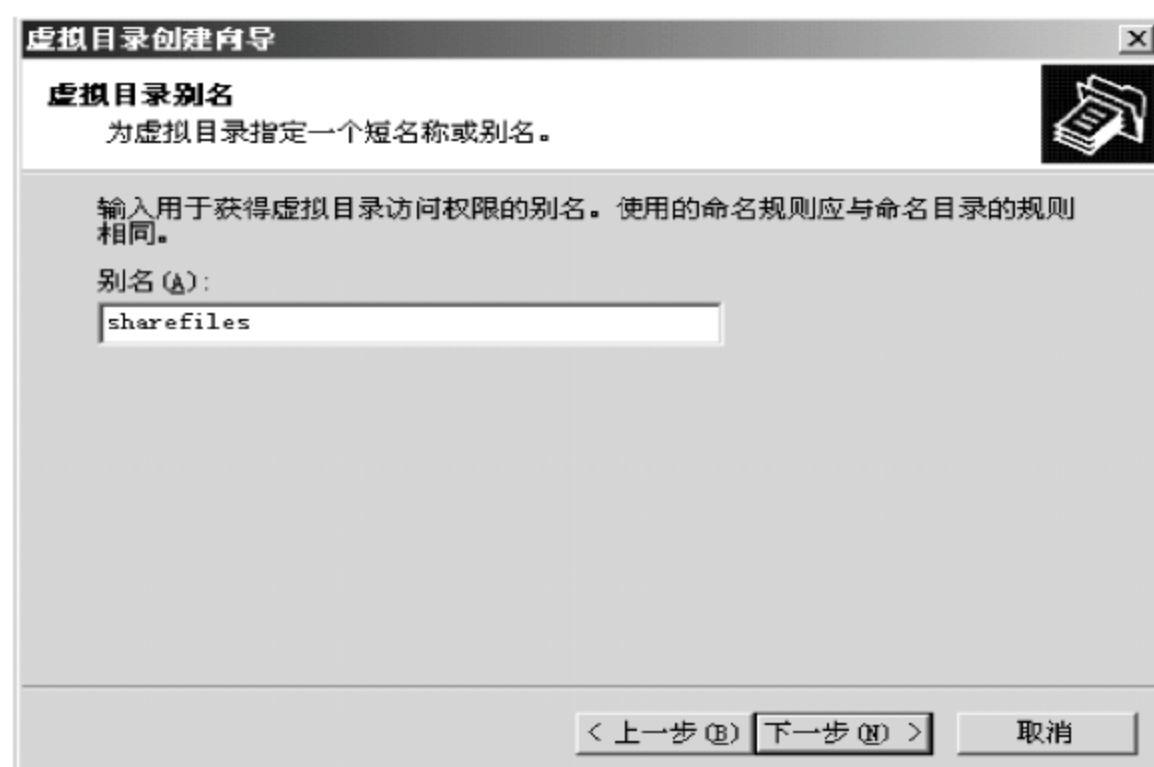 虚拟目录创建向导
虚拟目录别名
为虚拟目录指定一个短名称或别名。
输入用于获得虚拟目录访问权限的别名。使用的命名规则应与命名目录的规则
相同。
别名(A):
sharefiles
< 上一步(B) 下一步(N) > 取消